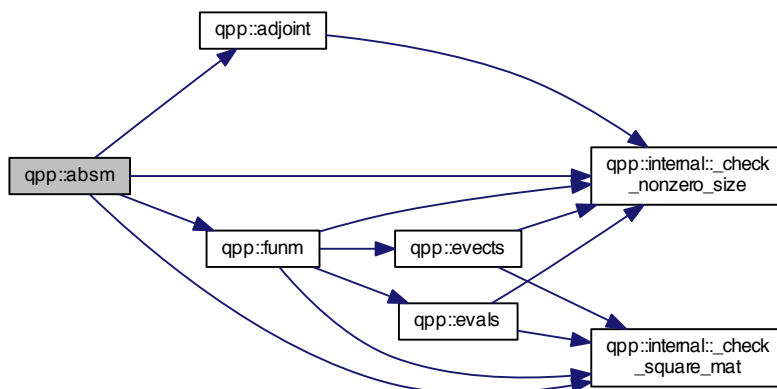 qpp::adjoint
qpp::absm
qpp::internal::_check
_nonzero_size
qpp::funm
qpp::evects
qpp::evals
qpp::internal::_check
_square_mat